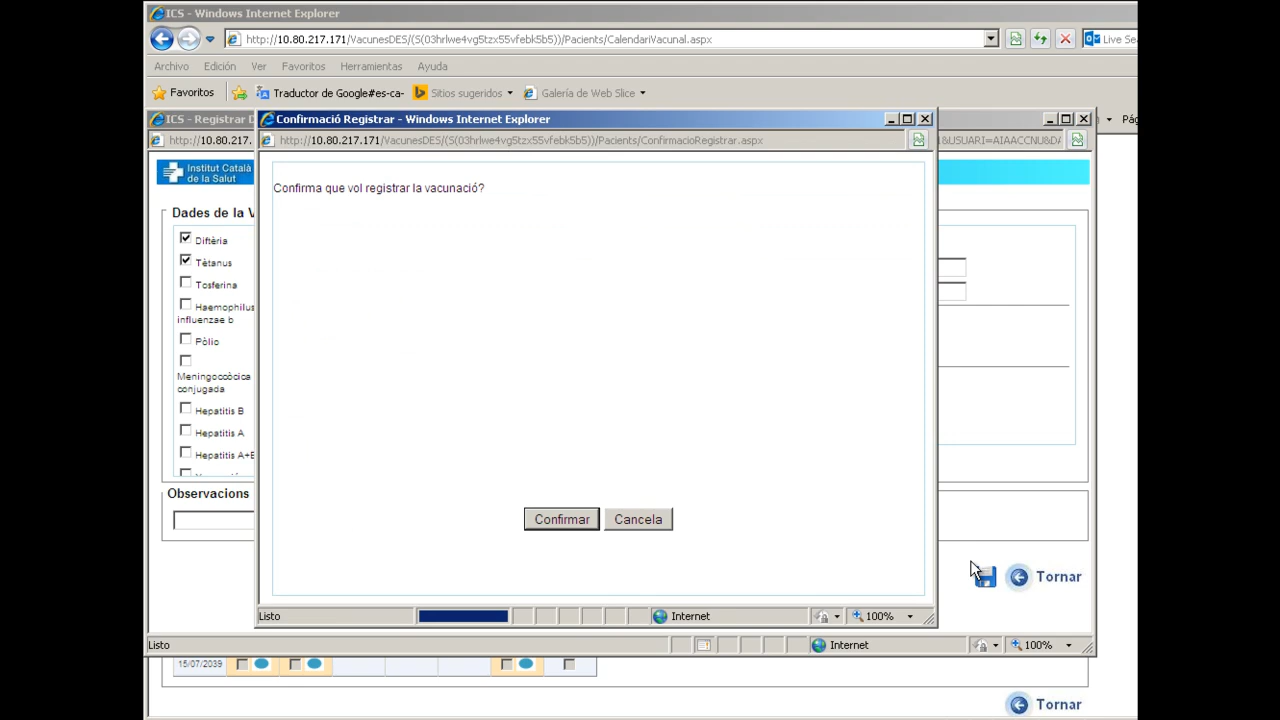 ICS - Windows Internet Explorer
http://10.80.217.171/VacunesDES/(S(03hrlwe4vg5tzx55vfebk5b5))/Pacients/CalendariVacunal.aspx
Live Sea
Archivo Edición Ver Favoritos Herramientas Ayuda
Favoritos Traductor de Google#es-ca- Sitios sugeridos Galería de Web Slice
ICS - Registrar D
Confirmació Registrar - Windows Internet Explorer
Pág
http://10.80.217.
http://10.80.217.171/VacunesDES/(S(03hrlwe4vg5tzx55vfebk5b5))/Pacients/ConfirmacioRegistrar.aspx
&USUARI=AIAACCNU&DA
Institut Català
de la Salut
Confirma que vol registrar la vacunació?
Dades de la V
Diftèria
Tètanus
Tosferina
Haemophilus
influenzae b
Pòlio
Meningocòcica
conjugada
Hepatitis B
Hepatitis A
Hepatitis A+B
Observacions
Confirmar Cancela
Tornar
Listo Internet 100%
Listo Internet 100%
15/07/2039
Tornar